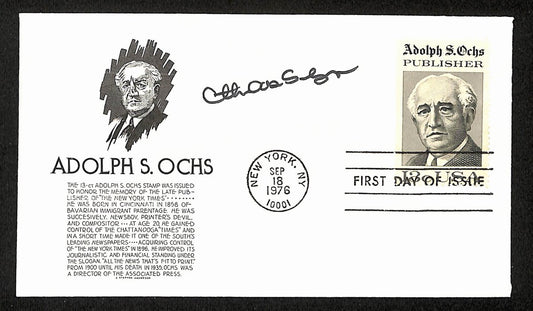 Adolph S. Ochs
PUBLISHER
13c U.S.A.
NEW YORK, NY
SEP
18
1976
10001
FIRST DAY OF ISSUE
ADOLPH S. OCHS
THE 13-ct ADOLPH S. OCHS STAMP WAS ISSUED
TO HONOR THE MEMORY OF THE LATE PUB-
LISHER OF "THE NEW YORK TIMES"
HE WAS BORN IN CINCINNATI IN 1858, OF
BAVARIAN IMMIGRANT PARENTAGE. HE WAS
SUCCESIVELY, NEWSBOY, PRINTER'S DEVIL,
AND COMPOSITOR --- AT AGE 20, HE GAINED
CONTROL OF THE CHATTANOOGA "TIMES" AND
IN A SHORT TIME MADE IT ONE OF THE SOUTH'S
LEADING NEWSPAPERS ---- ACQUIRING CONTROL
OF "THE NEW YORK TIMES" IN 1896, HE IMPROVED ITS
JOURNALISTIC AND FINANCIAL STANDING UNDER
THE SLOGAN, "ALL THE NEWS THAT'S FIT TO PRINT."
FROM 1900 UNTIL HIS DEATH IN 1935, OCHS WAS
A DIRECTOR OF THE ASSOCIATED PRESS.